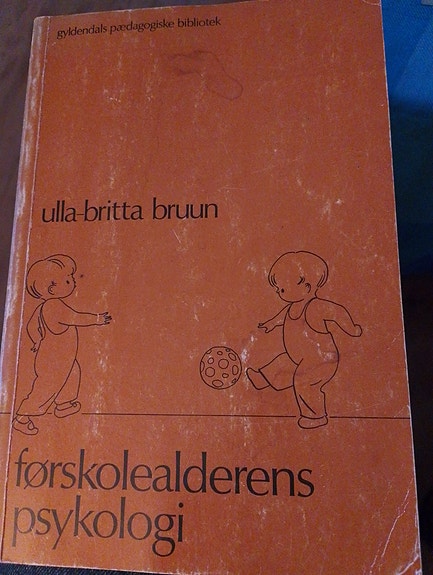 gyldendals pædagogiske bibliotek
ulla-britta bruun
førskolealderens
psykologi